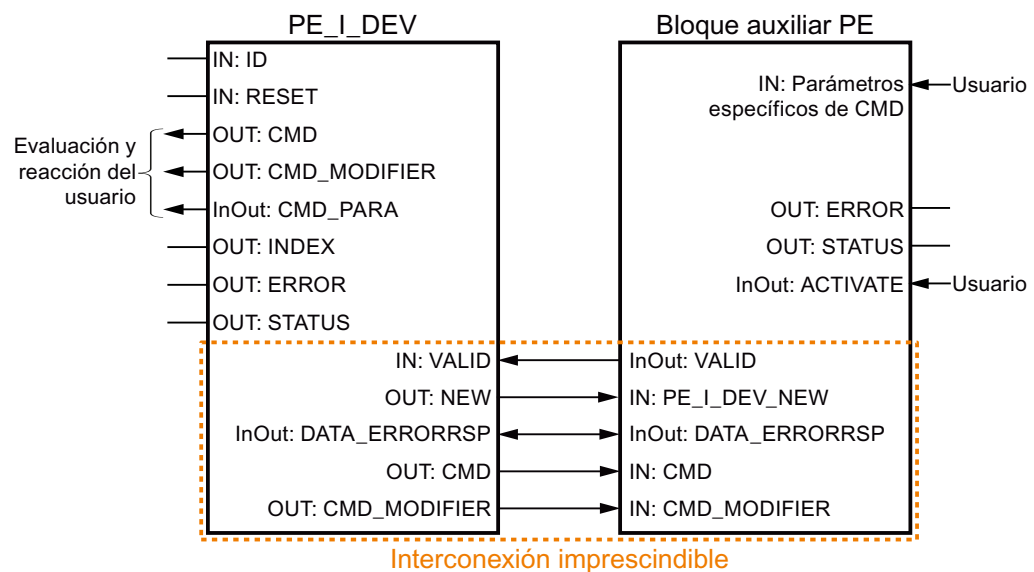 PE_I_DEV
Bloque auxiliar PE
IN: ID
IN: RESET
OUT: CMD
OUT: CMD_MODIFIER
InOut: CMD_PARA
OUT: INDEX
OUT: ERROR
OUT: STATUS
Evaluación y
reacción del
usuario
IN: Parámetros
específicos de CMD
Usuario
OUT: ERROR
OUT: STATUS
InOut: ACTIVATE
Usuario
IN: VALID
InOut: VALID
OUT: NEW
IN: PE_I_DEV_NEW
InOut: DATA_ERRORRSP
InOut: DATA_ERRORRSP
OUT: CMD
IN: CMD
OUT: CMD_MODIFIER
IN: CMD_MODIFIER
Interconexión imprescindible